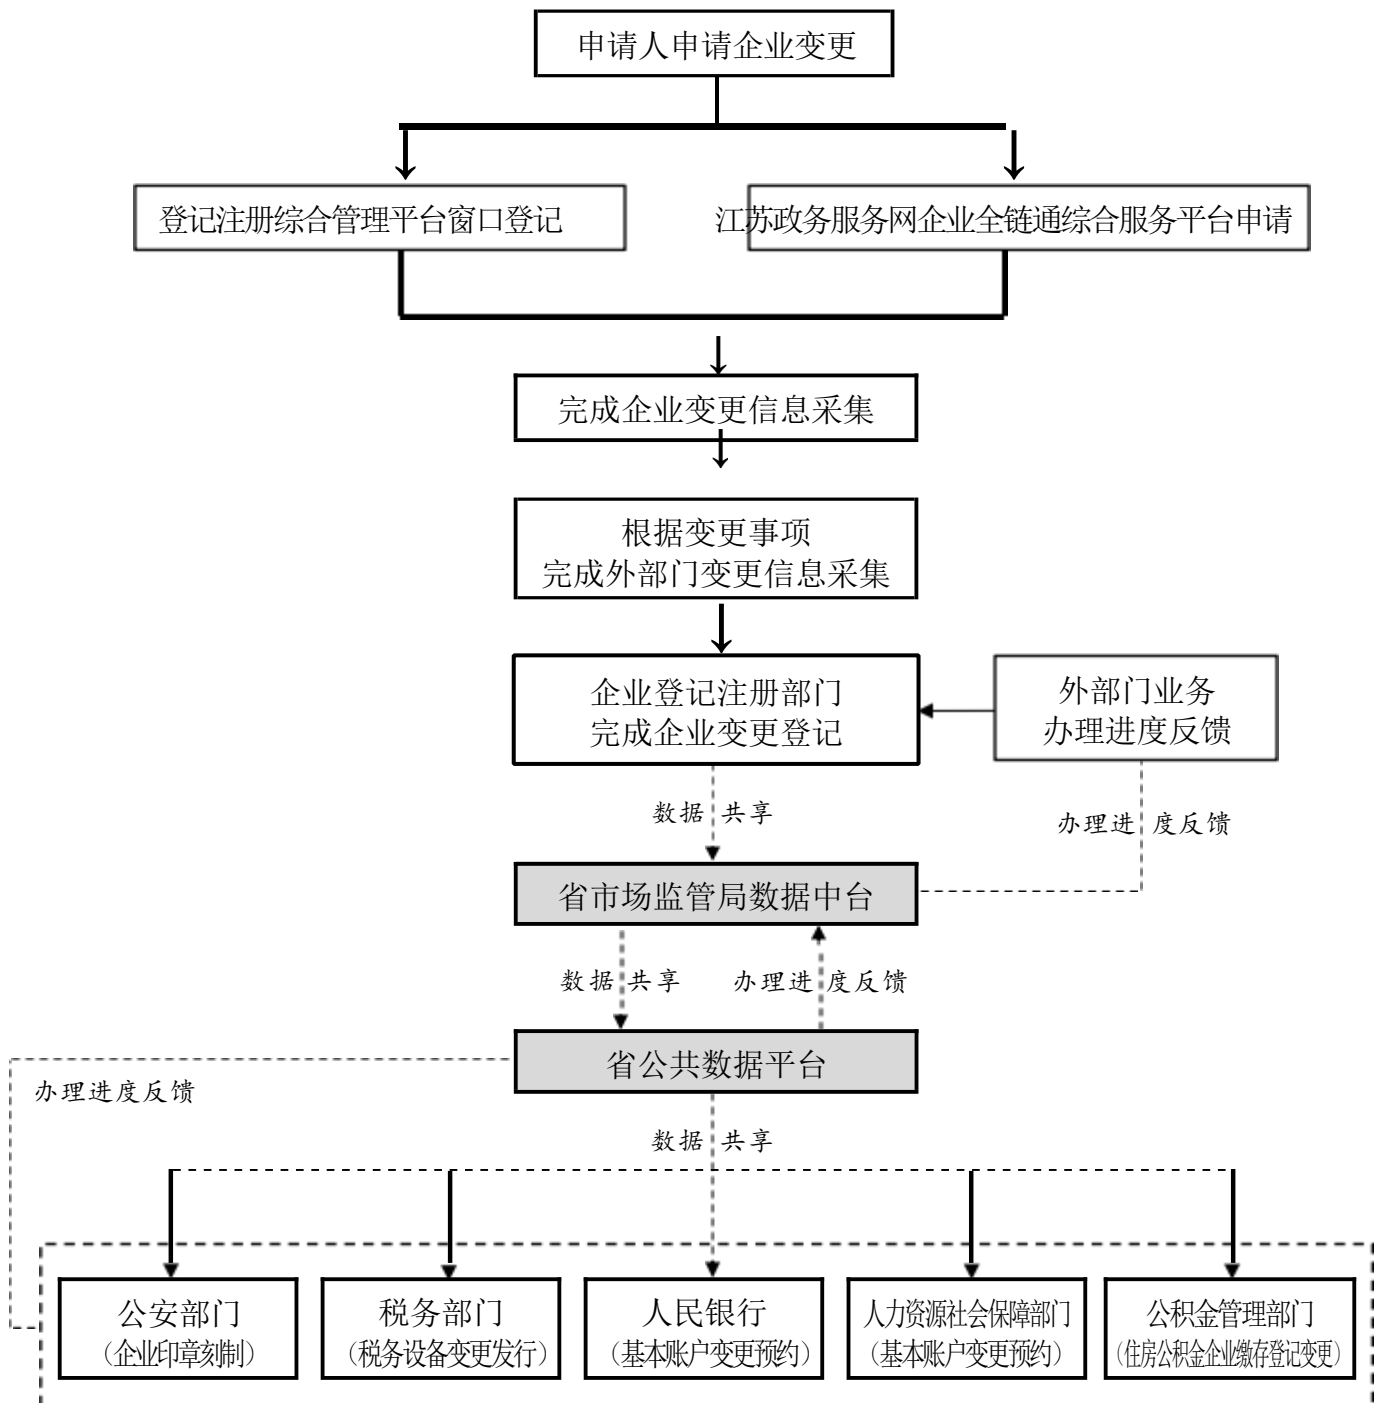 申请人申请企业变更
登记注册综合管理平台窗口登记
江苏政务服务网企业全链通综合服务平台申请
完成企业变更信息采集
根据变更事项
完成外部门变更信息采集
企业登记注册部门
完成企业变更登记
外部门业务
办理进度反馈
数据共享
办理进度反馈
省市场监管局数据中台
数据共享
办理进度反馈
省公共数据平台
办理进度反馈
数据共享
公安部门
（企业印章刻制）
税务部门
（税务设备变更发行）
人民银行
（基本账户变更预约）
人力资源社会保障部门
（基本账户变更预约）
公积金管理部门
（住房公积金企业缴存登记变更）